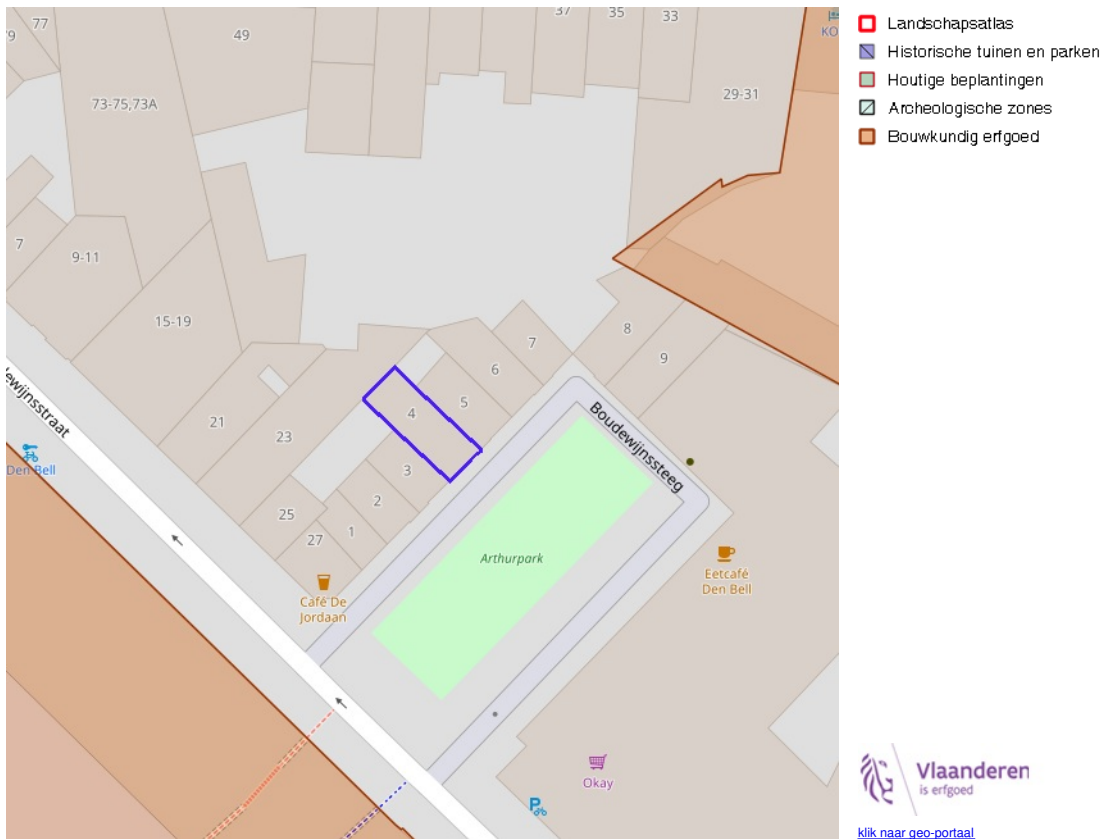 77
79
49
37
35
33
KO
73-75,73A
29-31
7
9-11
15-19
8
7
9
6
5
4
21
23
3
2
25
1
27
Boudewijnssteeg
Den Bell
Arthurpark
Eetcafé
Den Bell
Café De
Jordaan
Okay
P
Landschapsatlas
Historische tuinen en parken
Houtige beplantingen
Archeologische zones
Bouwkundig erfgoed
Vlaanderen
is erfgoed
klik naar geo-portaal